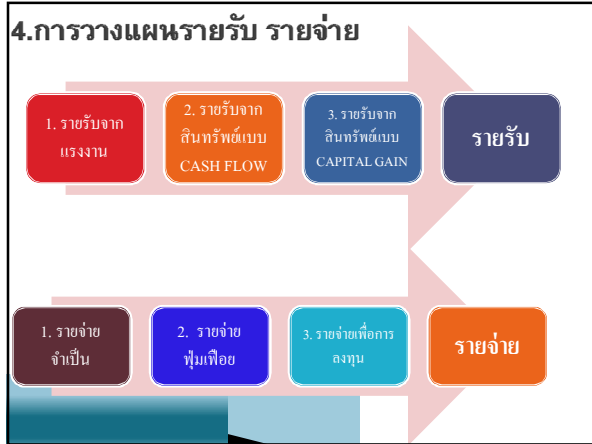 4.การวางแผนรายรับ รายจ่าย
1. รายรับจาก
แรงงาน
2. รายรับจาก
สินทรัพย์แบบ
CASH FLOW
3. รายรับจาก
สินทรัพย์แบบ
CAPITAL GAIN
รายรับ
1. รายจ่าย
จำเป็น
2. รายจ่าย
ฟุ่มเฟือย
3. รายจ่ายเพื่อการ
ลงทุน
รายจ่าย